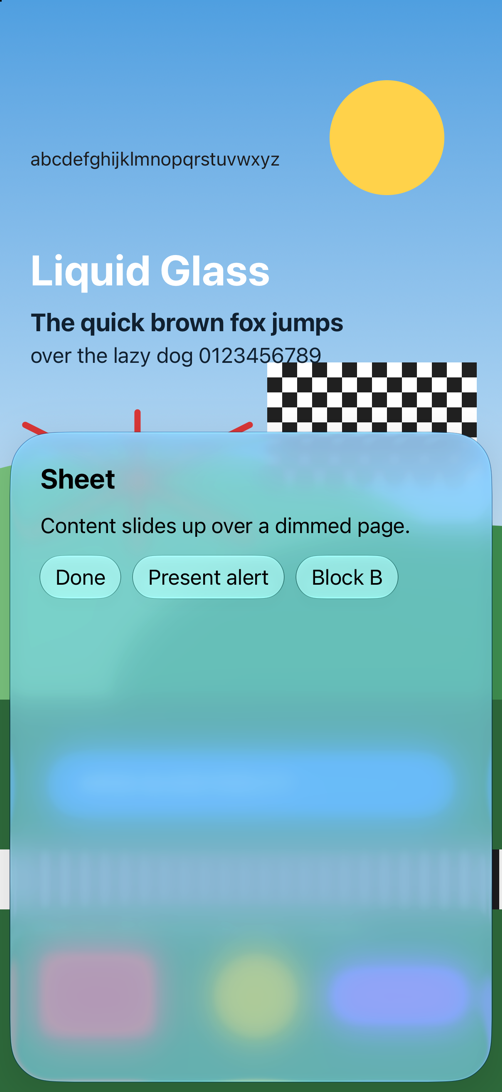 abcdefghijklmnopqrstuvwxyz
Liquid Glass
The quick brown fox jumps
over the lazy dog 0123456789
Sheet
Content slides up over a dimmed page.
Done
Present alert
Block B